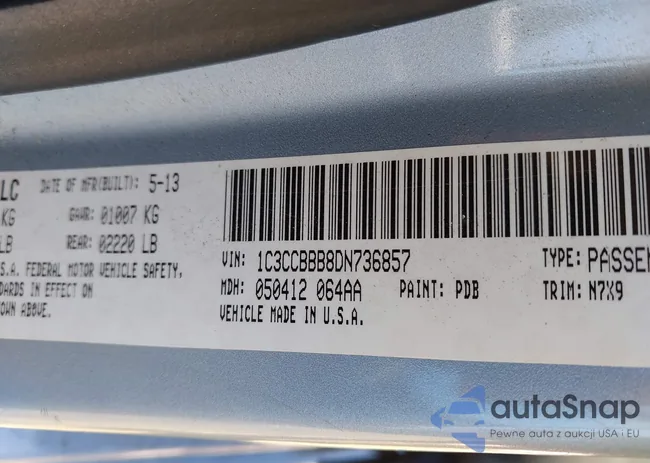 LC DATE OF MFR(BUILT): 5-13
KG GAWR: 01007 KG
LB REAR: 02220 LB
S.A. FEDERAL MOTOR VEHICLE SAFETY,
DARDS IN EFFECT ON
OWN ABOVE.
VIN: 1C3CCBBB8DN736857 TYPE: PASSEN
MDH: 050412 064AA PAINT: PDB TRIM: N7X9
VEHICLE MADE IN U.S.A.
autaSnap
Pewne auta z aukcji USA i EU